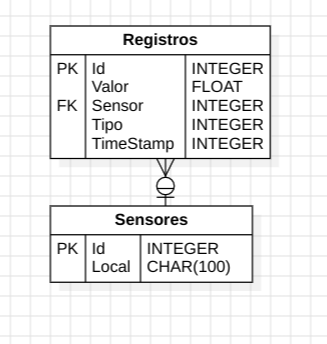 Registros
PK Id INTEGER
Valor FLOAT
FK Sensor INTEGER
Tipo INTEGER
TimeStamp INTEGER
Sensores
PK Id INTEGER
Local CHAR(100)